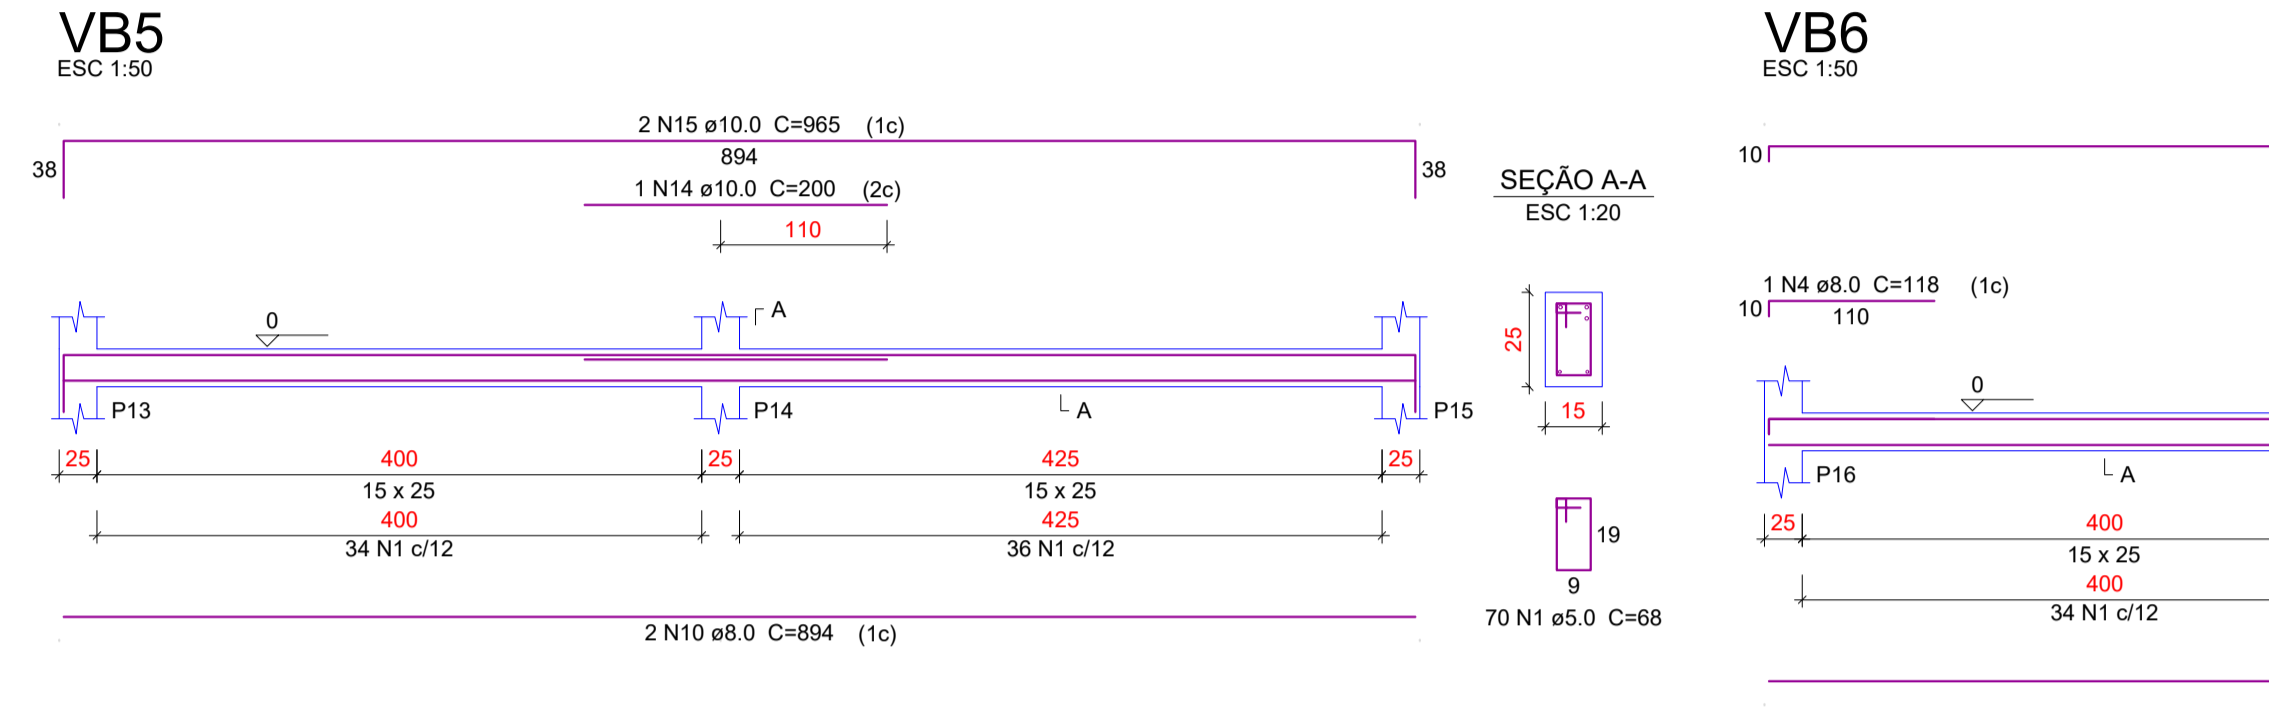 VB5
ESC 1:50
2 N15 ø10.0 C=965 (1c)
38
894
38
1 N14 ø10.0 C=200 (2c)
110
A
0
P13
P14
A
P15
25
400
25
425
25
15 x 25
15 x 25
400
425
34 N1 c/12
36 N1 c/12
2 N10 ø8.0 C=894 (1c)
SEÇÃO A-A
ESC 1:20
25
15
19
9
70 N1 ø5.0 C=68
VB6
ESC 1:50
10
1 N4 ø8.0 C=118 (1c)
10
110
0
P16
A
25
400
15 x 25
400
34 N1 c/12